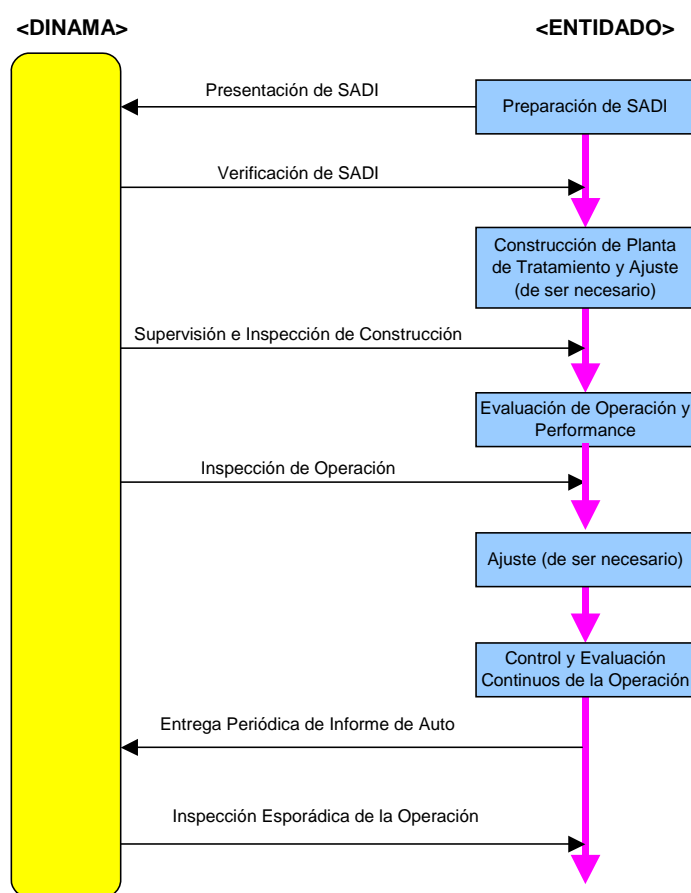 <DINAMA>
<ENTIDADO>
Presentación de SADI
Preparación de SADI
Verificación de SADI
Construcción de Planta
de Tratamiento y Ajuste
(de ser necesario)
Supervisión e Inspección de Construcción
Evaluación de Operación y
Performance
Inspección de Operación
Ajuste (de ser necesario)
Control y Evaluación
Continuos de la Operación
Entrega Periódica de Informe de Auto
Inspección Esporádica de la Operación